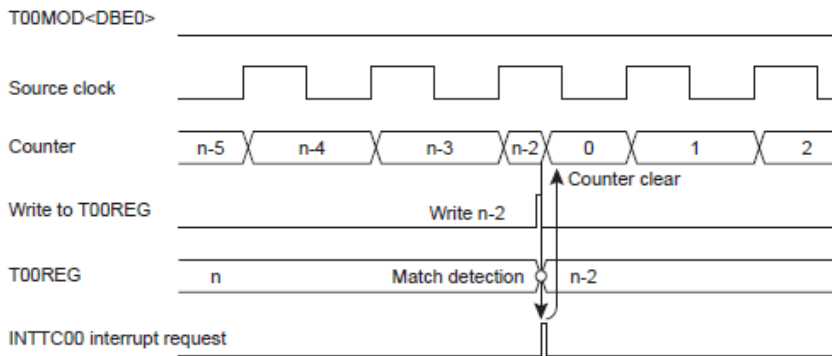 T00MOD<DBE0>
Source clock
Counter n-5 n-4 n-3 n-2 0 1 2
Counter clear
Write to T00REG Write n-2
T00REG n Match detection n-2
INTTC00 interrupt request